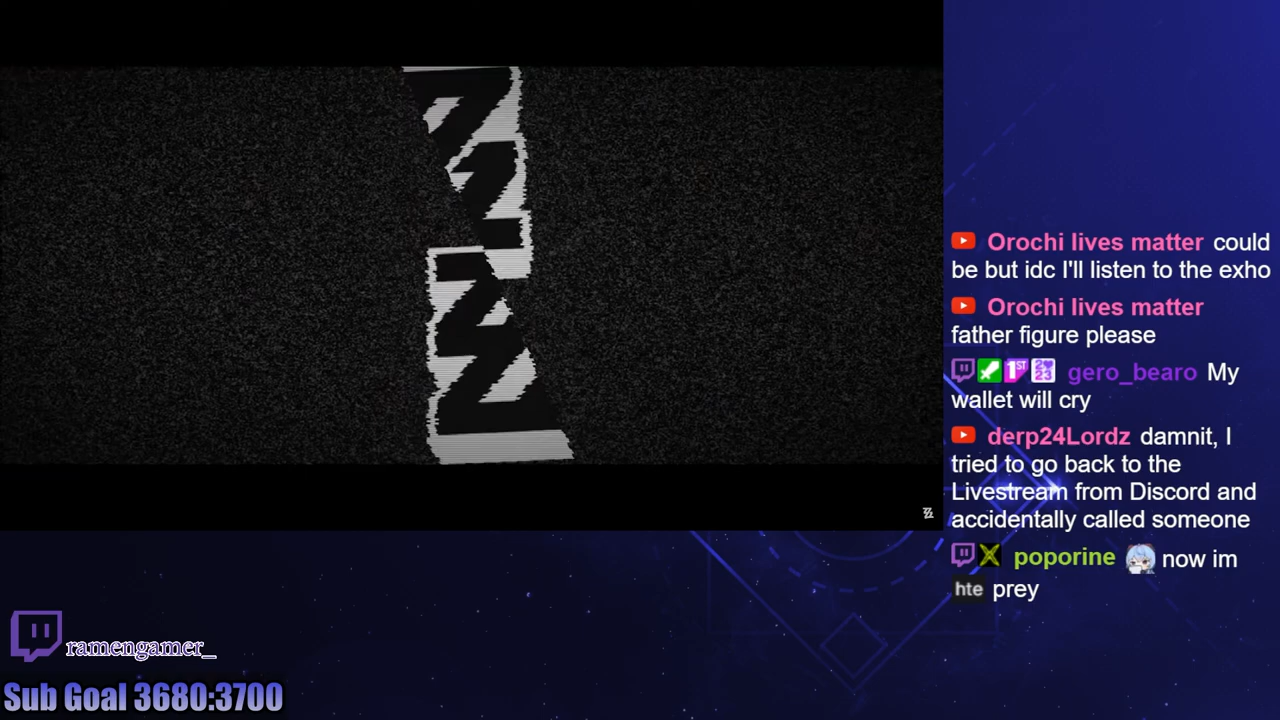 Orochi lives matter could
be but idc I'll listen to the exho
Orochi lives matter
father figure please
gero_bearo My
wallet will cry
derp24Lordz damnit, I
tried to go back to the
Livestream from Discord and
accidentally called someone
poporine now im
hte prey
ramengamer_
Sub Goal 3680:3700